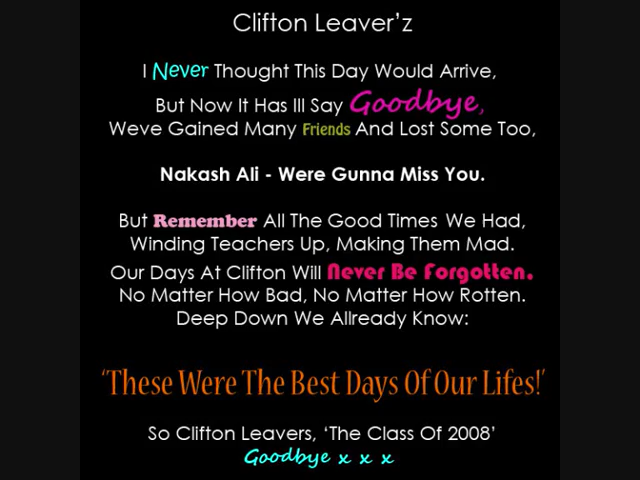 Clifton Leaver’z
I Never Thought This Day Would Arrive,
But Now It Has Ill Say Goodbye,
Weve Gained Many Friends And Lost Some Too,
Nakash Ali - Were Gunna Miss You.
But Remember All The Good Times We Had,
Winding Teachers Up, Making Them Mad.
Our Days At Clifton Will Never Be Forgotten.
No Matter How Bad, No Matter How Rotten.
Deep Down We Allready Know:
‘These Were The Best Days Of Our Lifes!’
So Clifton Leavers, ‘The Class Of 2008’
Goodbye x x x